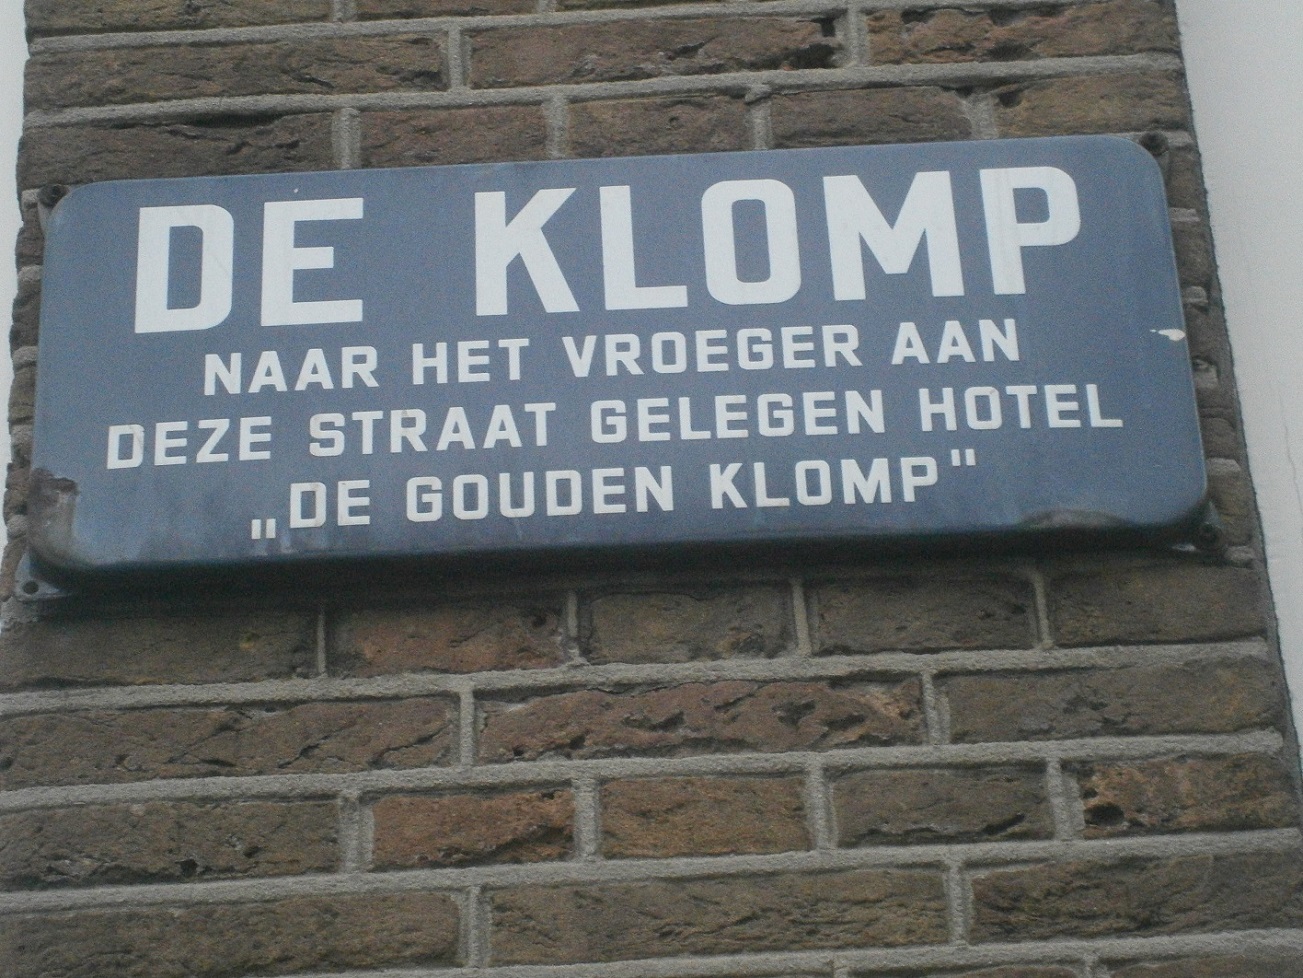 DE KLOMP
NAAR HET VROEGER AAN
DEZE STRAAT GELEGEN HOTEL
„DE GOUDEN KLOMP"